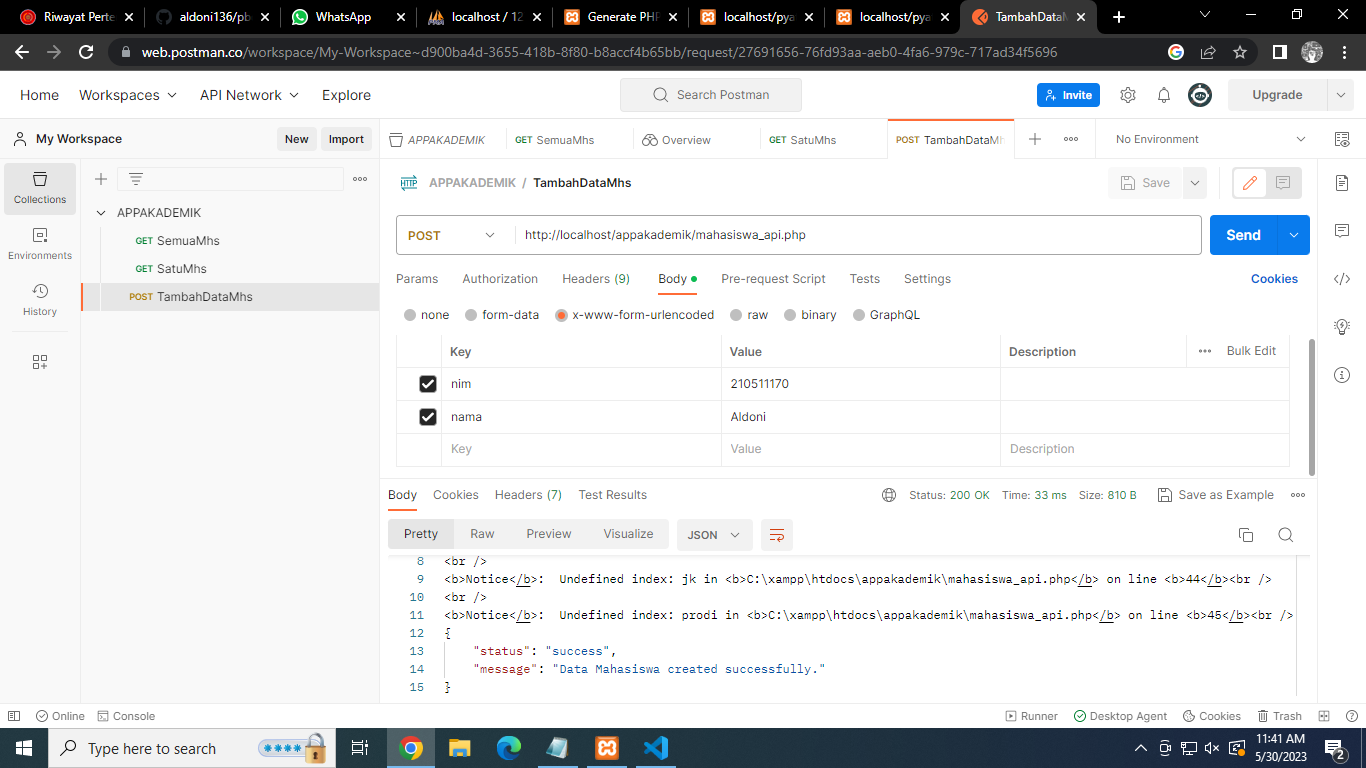 Riwayat Perte
aldoni136/pb
WhatsApp
localhost / 12
Generate PHP
localhost/pya
localhost/pya
TambahDataM
web.postman.co/workspace/My-Workspace~d900ba4d-3655-418b-8f80-b8accf4b65bb/request/27691656-76fd93aa-aeb0-4fa6-979c-717ad34f5696
Home Workspaces API Network Explore Search Postman Invite Upgrade
My Workspace New Import
APPAKADEMIK GET SemuaMhs Overview GET SatuMhs POST TambahDataMh No Environment
Collections
Environments
History
APPAKADEMIK
GET SemuaMhs
GET SatuMhs
POST TambahDataMhs
HTTP APPAKADEMIK / TambahDataMhs Save
POST http://localhost/appakademik/mahasiswa_api.php Send
Params Authorization Headers (9) Body Pre-request Script Tests Settings Cookies
none form-data x-www-form-urlencoded raw binary GraphQL
Key Value Description Bulk Edit
nim 210511170
nama Aldoni
Key Value Description
Body Cookies Headers (7) Test Results Status: 200 OK Time: 33 ms Size: 810 B Save as Example
Pretty Raw Preview Visualize JSON
8 <br />
9 <b>Notice</b>:  Undefined index: jk in <b>C:\xampp\htdocs\appakademik\mahasiswa_api.php</b> on line <b>44</b><br />
10 <br />
11 <b>Notice</b>:  Undefined index: prodi in <b>C:\xampp\htdocs\appakademik\mahasiswa_api.php</b> on line <b>45</b><br />
12 {
13 "status": "success",
14 "message": "Data Mahasiswa created successfully."
15 }
Online Console Runner Desktop Agent Cookies Trash
Type here to search
11:41 AM
5/30/2023
2